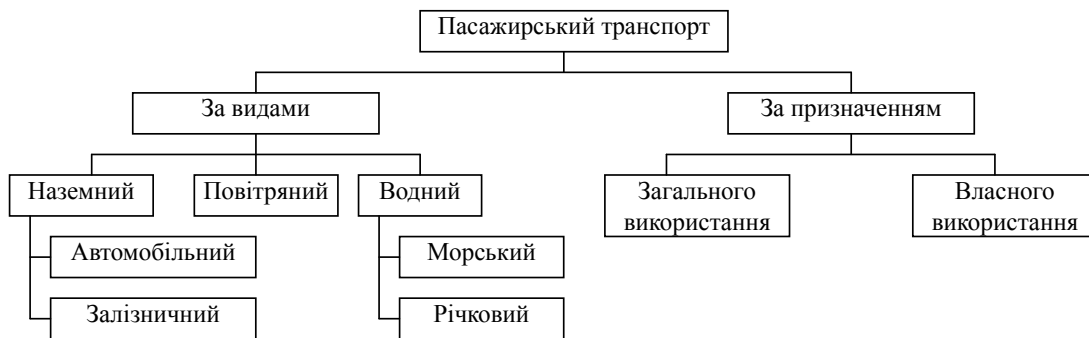 Пасажирський транспорт
За видами
За призначенням
Наземний
Повітряний
Водний
Загального
використання
Власного
використання
Автомобільний
Морський
Залізничний
Річковий